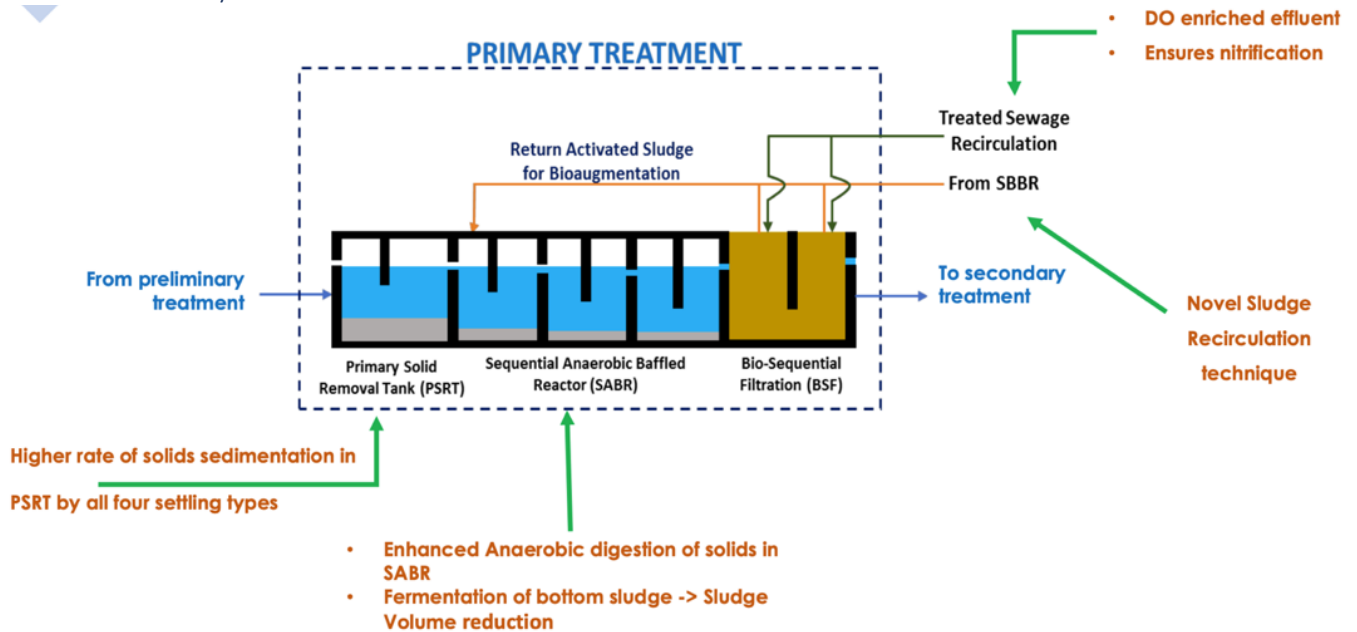 • DO enriched effluent
• Ensures nitrification
PRIMARY TREATMENT
Treated Sewage
Recirculation
Return Activated Sludge
for Bioaugmentation
From SBBR
From preliminary
treatment
To secondary
treatment
Novel Sludge
Recirculation
technique
Primary Solid
Removal Tank (PSRT)
Sequential Anaerobic Baffled
Reactor (SABR)
Bio-Sequential
Filtration (BSF)
Higher rate of solids sedimentation in
PSRT by all four settling types
• Enhanced Anaerobic digestion of solids in
SABR
• Fermentation of bottom sludge -> Sludge
Volume reduction